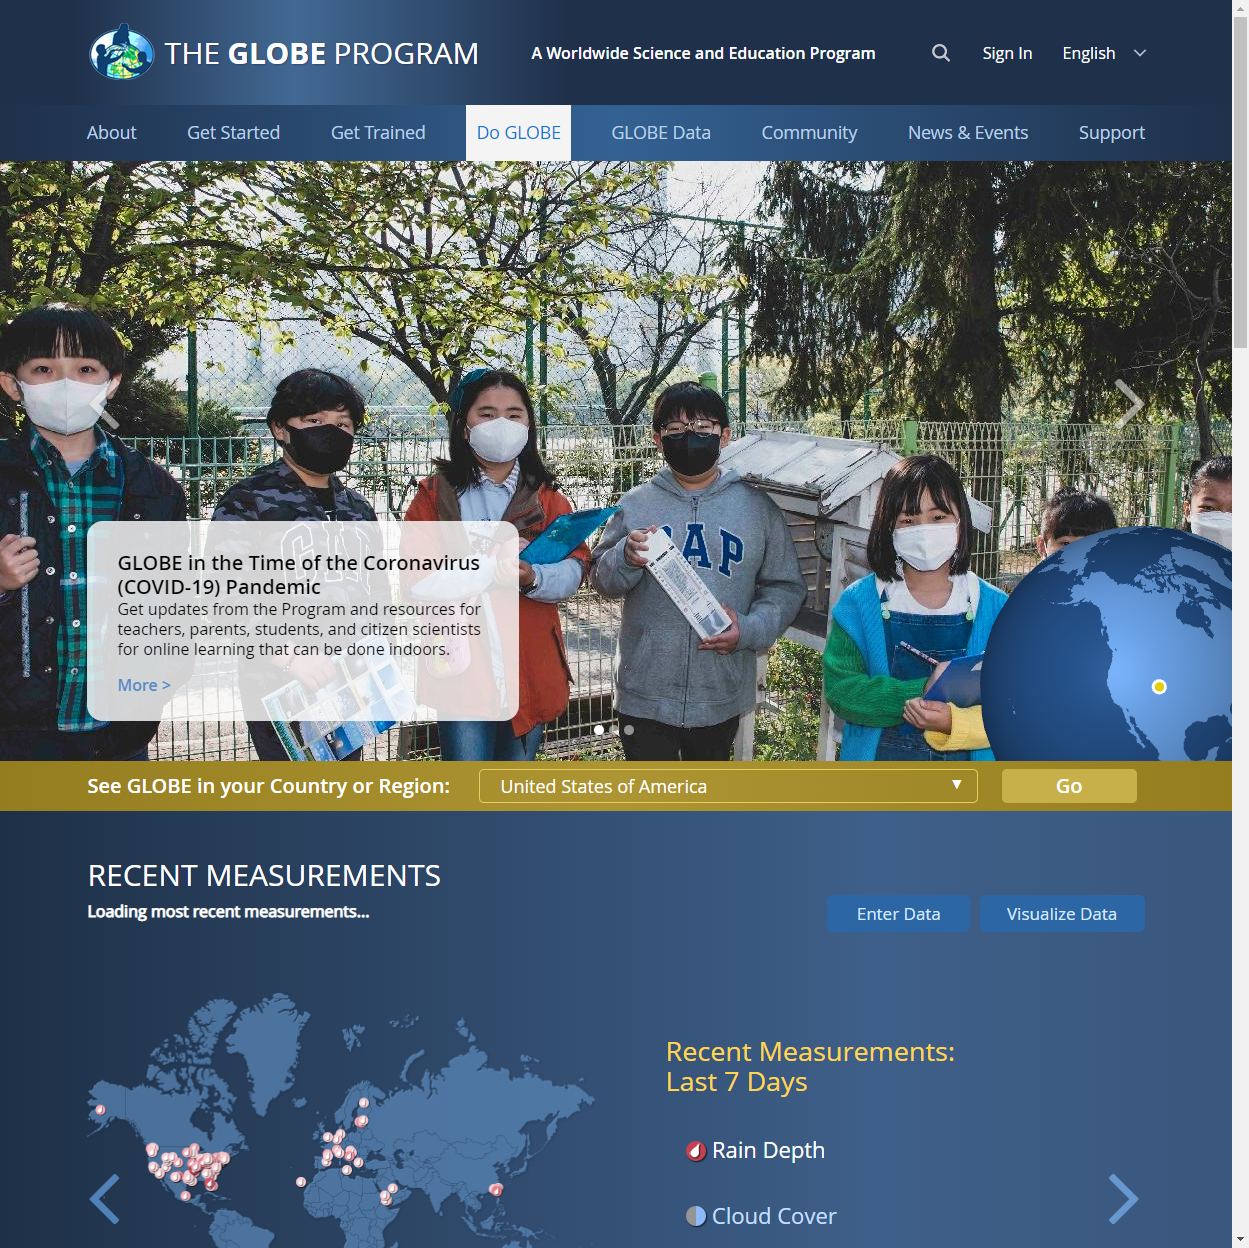 THE GLOBE PROGRAM
A Worldwide Science and Education Program
Sign In
English
About
Get Started
Get Trained
Do GLOBE
GLOBE Data
Community
News & Events
Support
GAP
GLOBE in the Time of the Coronavirus
(COVID-19) Pandemic
Get updates from the Program and resources for
teachers, parents, students, and citizen scientists
for online learning that can be done indoors.
More >
See GLOBE in your Country or Region:
United States of America
Go
RECENT MEASUREMENTS
Loading most recent measurements...
Enter Data
Visualize Data
Recent Measurements:
Last 7 Days
Rain Depth
Cloud Cover